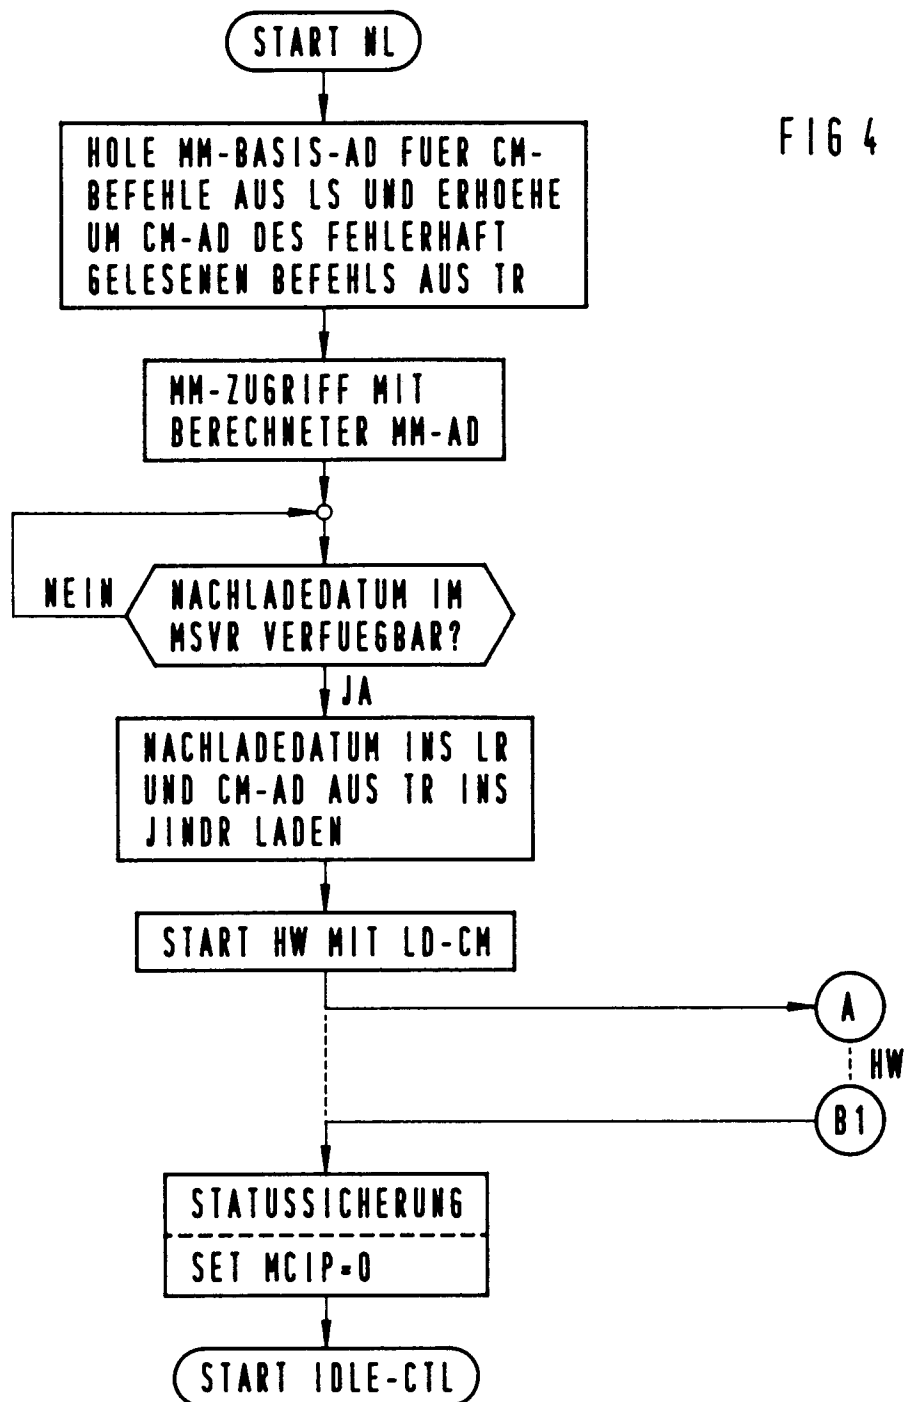 START NL
FIG 4
HOLE MM-BASIS-AD FUER CM-
BEFEHLE AUS LS UND ERHOEHE
UM CM-AD DES FEHLERHAFT
GELESENEN BEFEHLS AUS TR
MM-ZUGRIFF MIT
BERECHNETER MM-AD
NEIN
NACHLADEDATUM IM
MSVR VERFUEGBAR?
JA
NACHLADEDATUM INS LR
UND CM-AD AUS TR INS
JINDR LADEN
START HW MIT LD-CM
A
HW
B1
STATUSSICHERUNG
SET MCIP=0
START IDLE-CTL